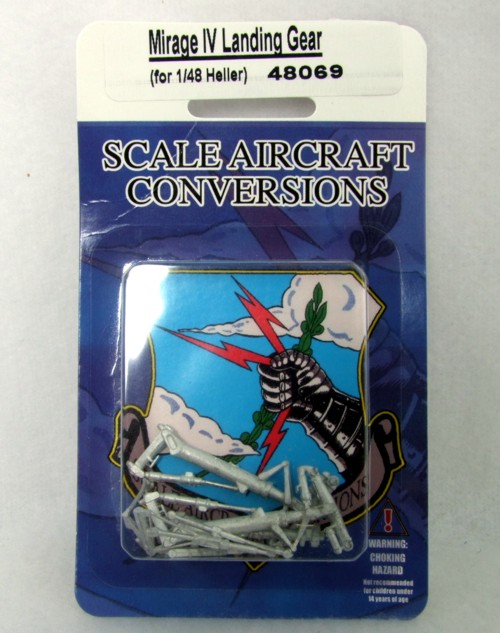 Mirage IV Landing Gear
(for 1/48 Heller) 48069
SCALE AIRCRAFT
CONVERSIONS
WARNING:
CHOKING
HAZARD
Not recommended
for children under
14 years of age